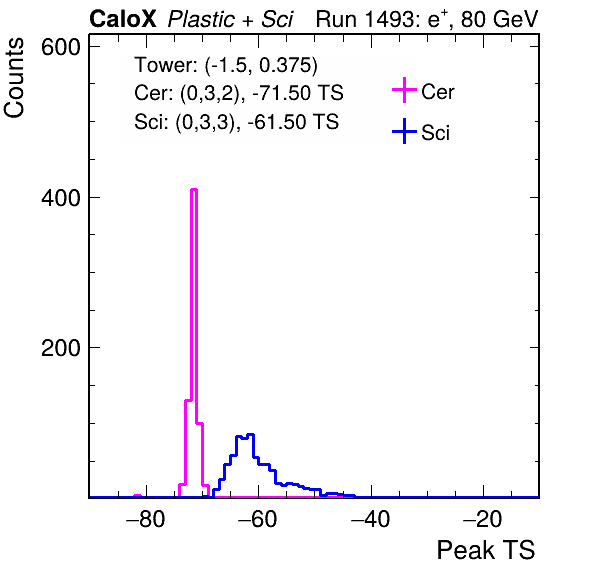 CaloX Plastic + Sci Run 1493: e+, 80 GeV
Counts
600
400
200
Tower: (-1.5, 0.375)
Cer: (0,3,2), -71.50 TS
Sci: (0,3,3), -61.50 TS
Cer
Sci
−80 −60 −40 −20
Peak TS